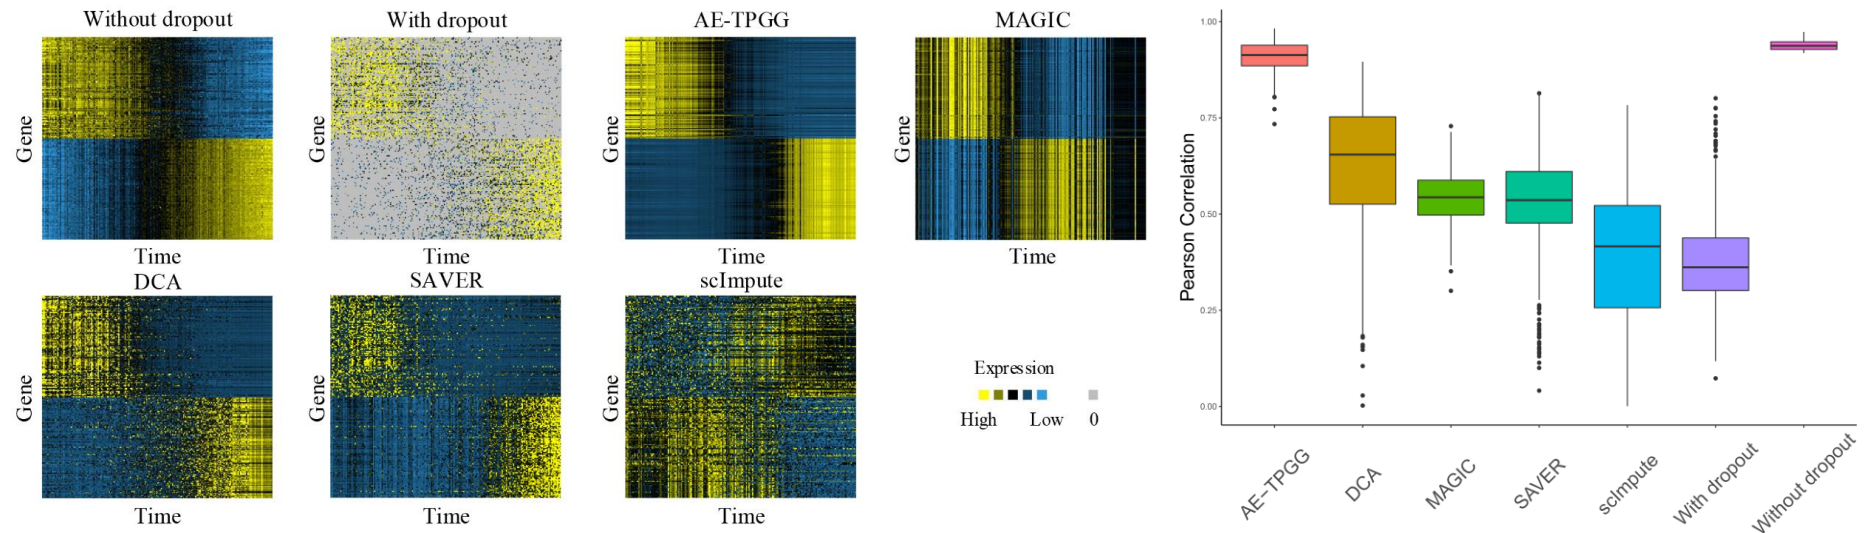 Without dropout
Gene
Time
With dropout
Gene
Time
AE-TPGG
Gene
Time
MAGIC
Gene
Time
DCA
Gene
Time
SAVER
Gene
Time
scImpute
Gene
Time
Expression
High Low 0
Pearson Correlation
1.00
0.75
0.50
0.25
0.00
AE−TPGG
DCA
MAGIC
SAVER
scImpute
With dropout
Without dropout